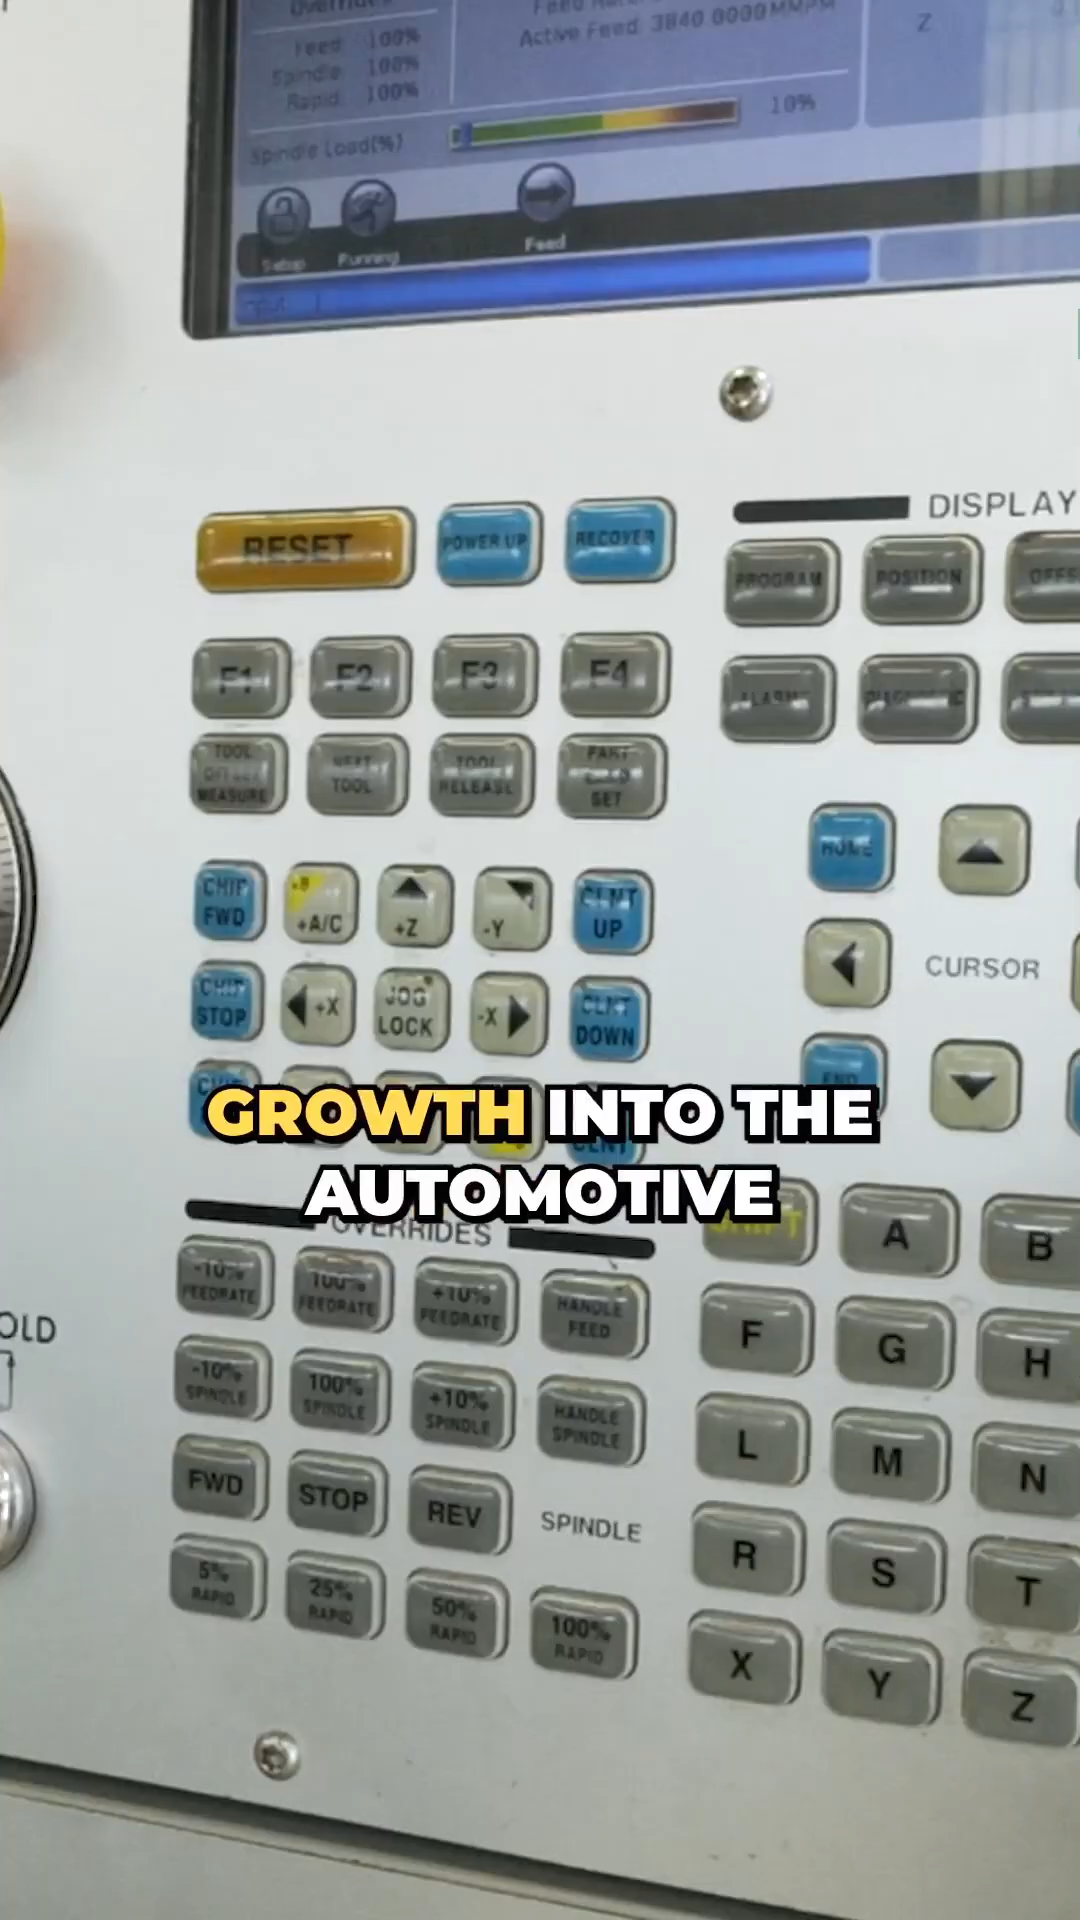 Feed: 100%
Spindle: 100%
Rapid: 100%
Active Feed: 3840.0000MMPM
Z
Spindle Load(%)
10%
Setup
Running
Feed
RESET
POWER UP
RECOVER
DISPLAY
PROGRAM
POSITION
F1
F2
F3
F4
TOOL
OFFSET
MEASURE
NEXT
TOOL
TOOL
RELEASE
PART
SET
HOME
CHIP
FWD
+B
+A/C
+Z
-Y
CLNT
UP
CURSOR
CHIP
STOP
+X
JOG
LOCK
-X
CLNT
DOWN
END
CLNT
GROWTH INTO THE
AUTOMOTIVE
OVERRIDES
SHIFT
A
B
-10%
FEEDRATE
100%
FEEDRATE
+10%
FEEDRATE
HANDLE
FEED
F
G
H
OLD
-10%
SPINDLE
100%
SPINDLE
+10%
SPINDLE
HANDLE
SPINDLE
L
M
N
FWD
STOP
REV
SPINDLE
R
S
T
5%
RAPID
25%
RAPID
50%
RAPID
100%
RAPID
X
Y
Z